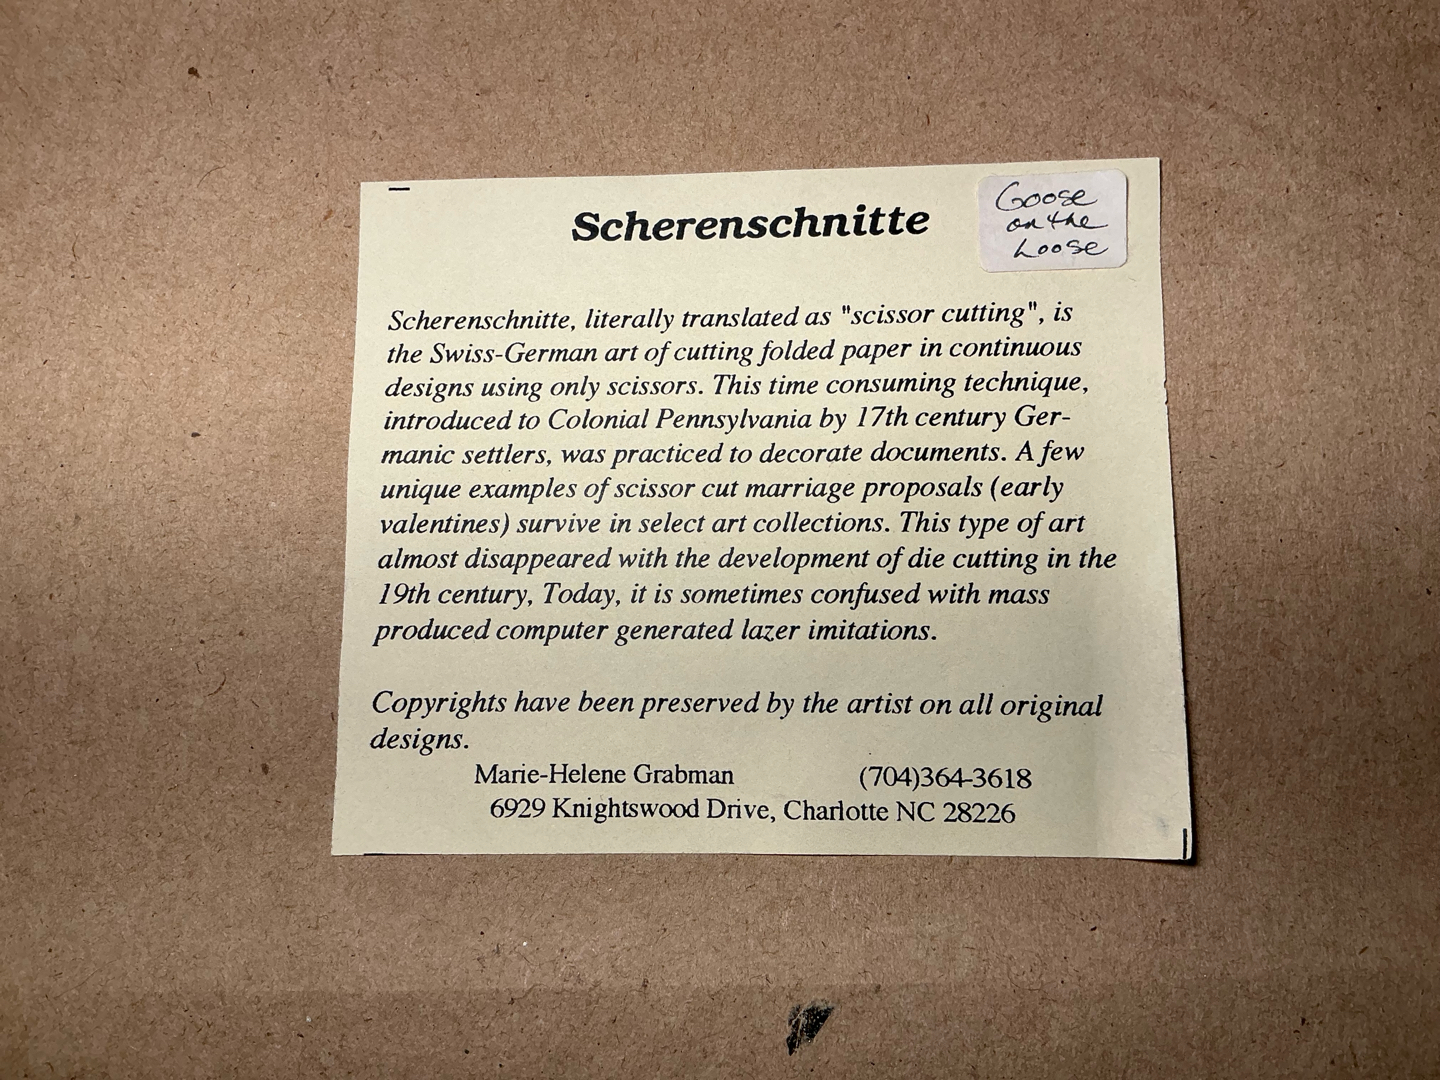 Scherenschnitte
Goose
on the
Loose
Scherenschnitte, literally translated as "scissor cutting", is
the Swiss-German art of cutting folded paper in continuous
designs using only scissors. This time consuming technique,
introduced to Colonial Pennsylvania by 17th century Ger-
manic settlers, was practiced to decorate documents. A few
unique examples of scissor cut marriage proposals (early
valentines) survive in select art collections. This type of art
almost disappeared with the development of die cutting in the
19th century, Today, it is sometimes confused with mass
produced computer generated lazer imitations.
Copyrights have been preserved by the artist on all original
designs.
Marie-Helene Grabman (704)364-3618
6929 Knightswood Drive, Charlotte NC 28226